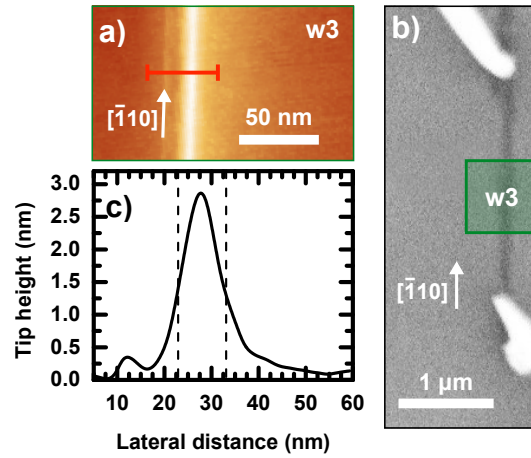 a)
w3
[1̄10]
50 nm
b)
w3
[1̄10]
1 µm
c)
Tip height (nm)
3.0
2.5
2.0
1.5
1.0
0.5
0.0
10 20 30 40 50 60
Lateral distance (nm)